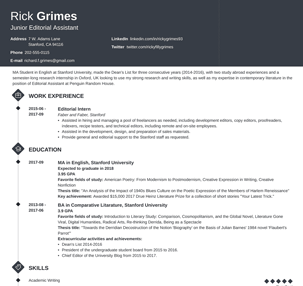 Rick Grimes
Junior Editorial Assistant
Address 7 W. Adams Lane
Stanford, CA 94016
LinkedIn linkedin.com/in/rickygrimes93
Twitter twitter.com/lillygrimes
Phone 202-555-0115
E-mail richard.t.grimes@gmail.com
MA Student in English at Stanford University, made the Dean's List for three consecutive years (2014-2016), with two study abroad experiences and a
semester-long research internship in Oxford, UK looking to use my strong research and writing skills, as well as my expertise in contemporary literature in the
position of Editorial Assistant at Penguin Random House.
WORK EXPERIENCE
2015-05 -
2017-08
Editorial Intern
Faber and Faber, Stanford
• Assisted in hiring and managing a pool of freelances as needed, including development editors, copy editors, proofreaders,
indexers, recipe testers, and technical editors, including remote and on-site employees.
• Assisted in the development, design, and preparation of sales materials.
• Provide general and editorial support to the Stanford staff as requested.
EDUCATION
2017-09
MA in English, Stanford University
Expected to graduate in 2018
3.95 GPA
Favorite fields of study: American Poetry, From Modernism to Postmodernism, Creative Expression in Writing, Creative
Nonfiction
Thesis title: "An Analysis of the Impact of 1940s Blues Culture on the Poetic Expression of the Members of Harlem Renaissance"
Key achievement: Awarded $15,000 2017 Drue Heinz Literature Prize for a collection of short stories "Your Latest Trick."
2013-09 -
2017-06
BA in Comparative Literature, Stanford University
3.9 GPA
Favorite fields of study: Introduction to Literary Study: Comparison, Cosmopolitanism, and the Global Novel, Literature Gone
Viral, Digital Humanities, Radical Acts, Re-thinking Derrida, Being as a Spectacle
Thesis title: "Towards the Derridian Deconstruction of the Notion 'Biography' on the Basis of Julian Barnes' 1984 novel 'Flaubert's
Parrot'"
Extracurricular activities and achievements:
• Dean's List 2014-2016
• President of the undergraduate student board from 2015 to 2016.
• Chief Editor of the University Blog from 2015 to 2017.
SKILLS
Academic Writing